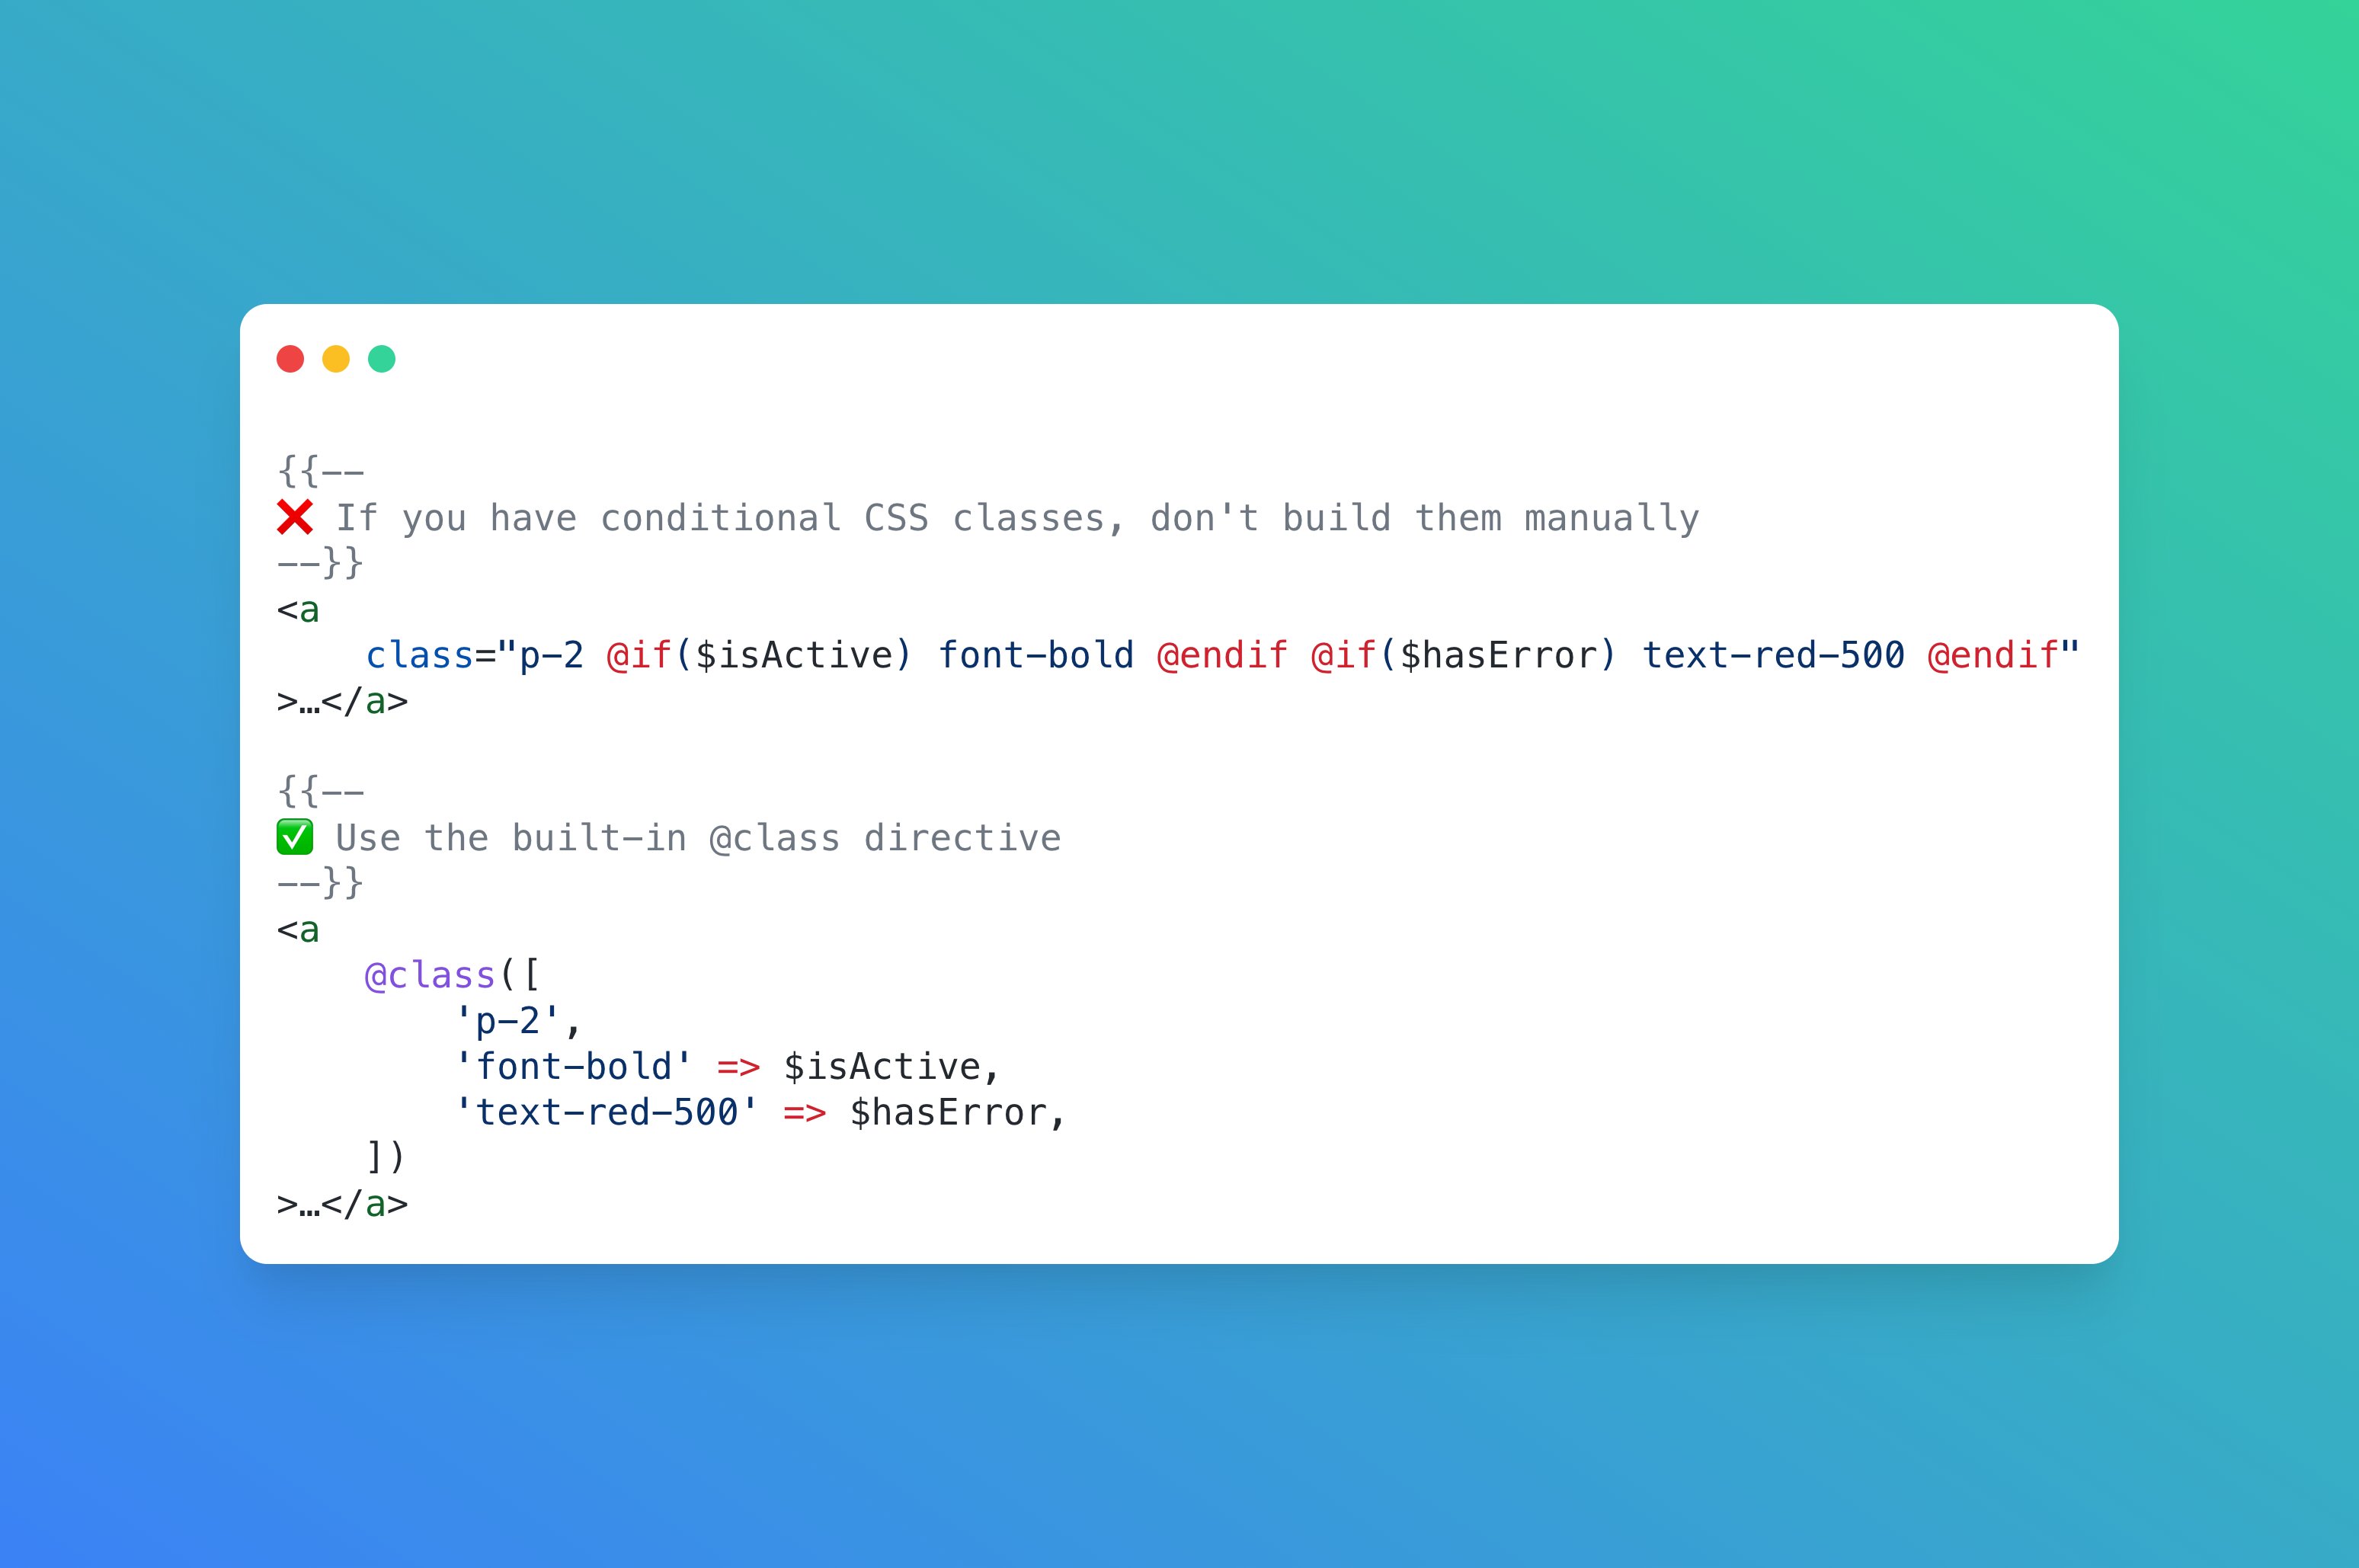 {{--
❌ If you have conditional CSS classes, don't build them manually
--}}
<a
    class="p-2 @if($isActive) font-bold @endif @if($hasError) text-red-500 @endif"
>…</a>

{{--
✅ Use the built-in @class directive
--}}
<a
    @class([
        'p-2',
        'font-bold' => $isActive,
        'text-red-500' => $hasError,
    ])
>…</a>